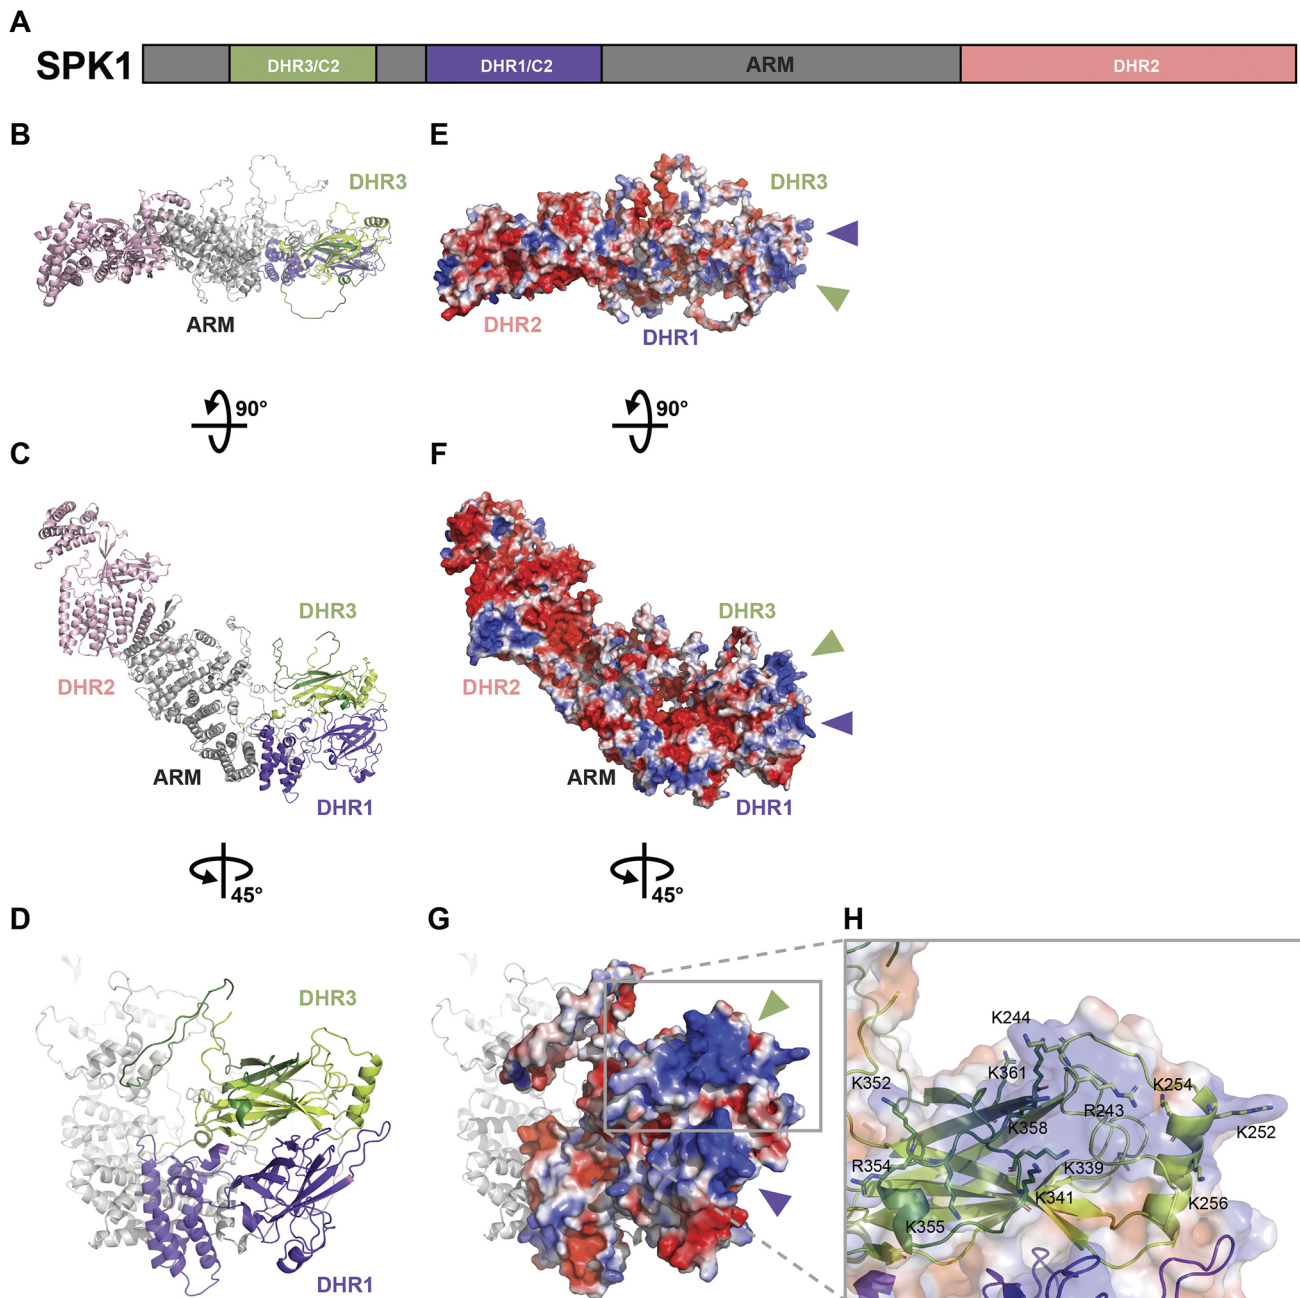 A
SPK1
DHR3/C2 DHR1/C2 ARM DHR2
B
DHR3
ARM
E
DHR3
DHR2
DHR1
90°
90°
C
DHR3
DHR2
ARM
DHR1
F
DHR3
DHR2
ARM
DHR1
45°
45°
D
DHR3
DHR1
G
H
K244
K361
K352
K254
R243
K358
K252
R354
K339
K341
K256
K355